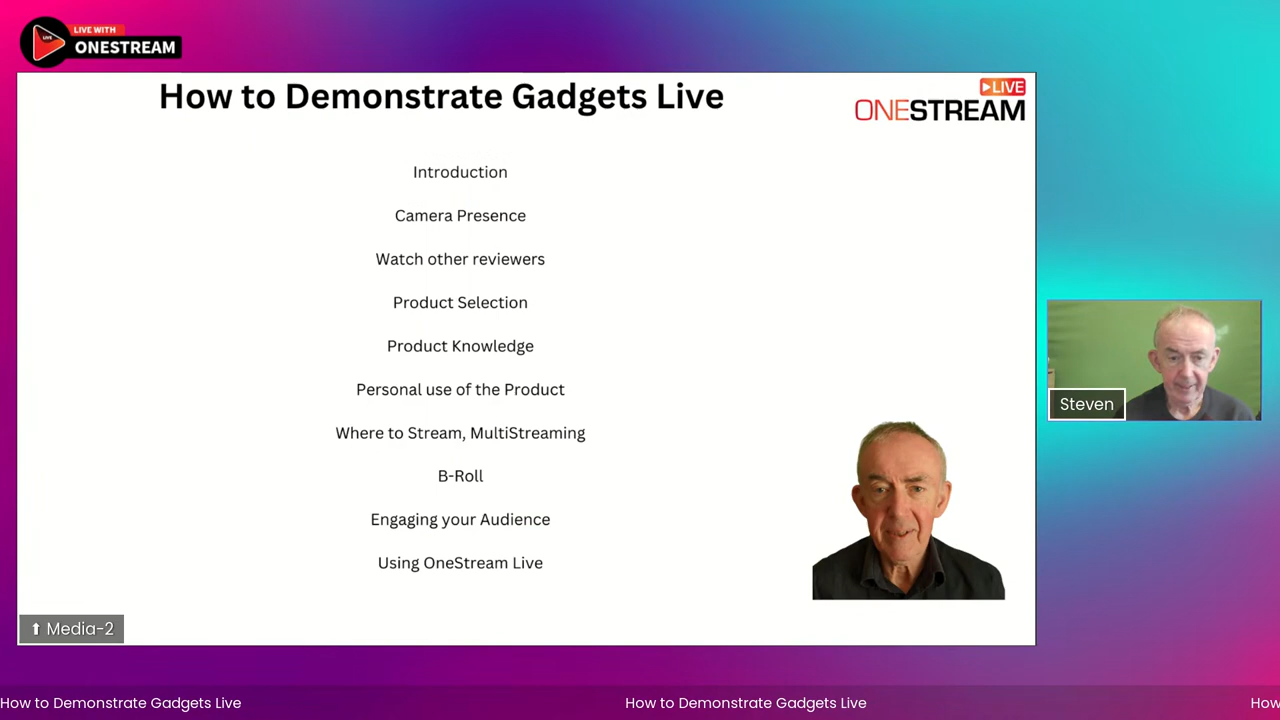 LIVE WITH
LIVE
ONESTREAM
How to Demonstrate Gadgets Live
LIVE
ONESTREAM
Introduction
Camera Presence
Watch other reviewers
Product Selection
Product Knowledge
Personal use of the Product
Where to Stream, MultiStreaming
B-Roll
Engaging your Audience
Using OneStream Live
Steven
⬆ Media-2
How to Demonstrate Gadgets Live
How to Demonstrate Gadgets Live
How